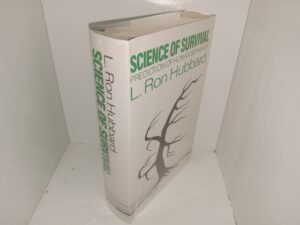 SCIENCE OF SURVIVAL
PREDICTION OF HUMAN BEHAVIOR
L. Ron Hubbard
L. Ron Hubbard
SCIENCE OF SURVIVAL